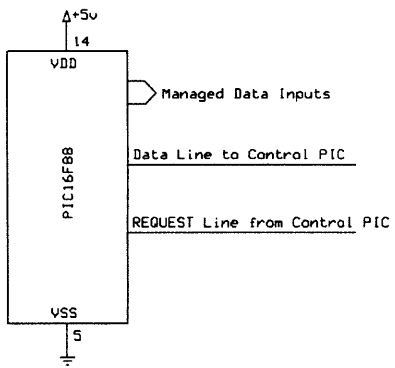 +5v
14
VDD
Managed Data Inputs
Data Line to Control PIC
PIC16F88
REQUEST Line from Control PIC
VSS
5